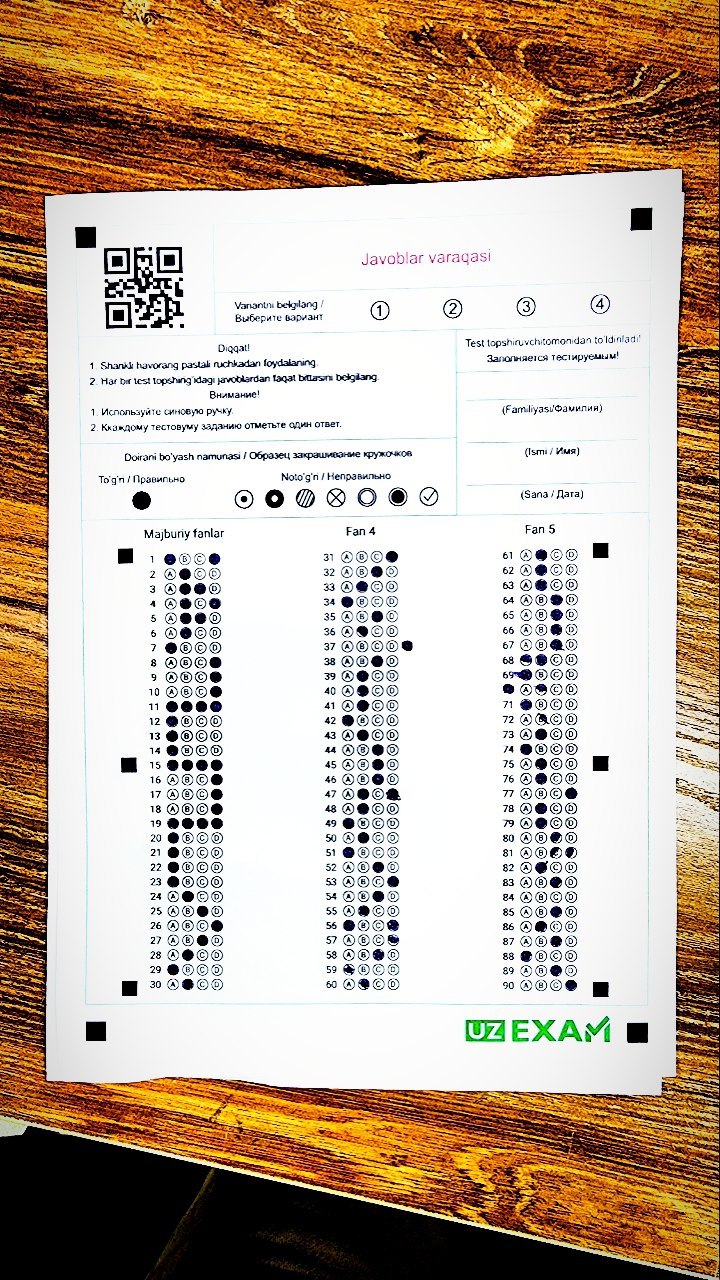 Javoblar varaqasi
Variantni belgilang /
Выберите вариант
1 2 3 4
Diqqat!
1. Sharikli havorang pastali ruchkadan foydalaning.
2. Har bir test topshirig'idagi javoblardan faqat bittasini belgilang.
Внимание!
1. Используйте синюю ручку.
2. Ккаждому тестовуму заданию отметьте один ответ.
Test topshiruvchi tomonidan to'ldiriladi!
Заполняется тестируемым!
(Familiyasi/Фамилия)
(Ismi / Имя)
(Sana / Дата)
Doirani bo'yash namunasi / Образец закрашивание кружочков
To'g'ri / Правильно
Noto'g'ri / Неправильно
Majburiy fanlar
1 B C
2 A C D
3 A D
4 A C
5 A D
6 A C D
7 B C D
8 A B C
9 A B C
10 A B C
11
12 B C D
13 B C D
14 B C D
15
16 A B C
17 A B C
18 A B C
19
20 B C D
21 B C D
22 B C D
23 B C D
24 A C D
25 A B D
26 A B C
27 A B D
28 A C D
29 B C D
30 A C D
Fan 4
31 A B C
32 A B D
33 A C D
34 B C D
35 A B D
36 A C D
37 A B C D
38 A B D
39 A C D
40 A C D
41 A C D
42 B C D
43 A C D
44 A B D
45 A B D
46 A B D
47 A C
48 A C D
49 B C D
50 A C D
51 B C D
52 A B D
53 A B C
54 A B D
55 A C D
56 B C
57 A B C
58 A B D
59 B C D
60 A C D
Fan 5
61 A C D
62 A C D
63 A C D
64 A B D
65 A B D
66 A B D
67 A B D
68 C D
69 B C D
70 A C D
71 B C D
72 A C D
73 A C D
74 B C D
75 A C D
76 A C D
77 A B C
78 A C D
79 A C D
80 A B D
81 A B
82 A C D
83 A B D
84 A B C D
85 A B D
86 A C D
87 A B D
88 B C D
89 A B D
90 A B C
UZ EXAM